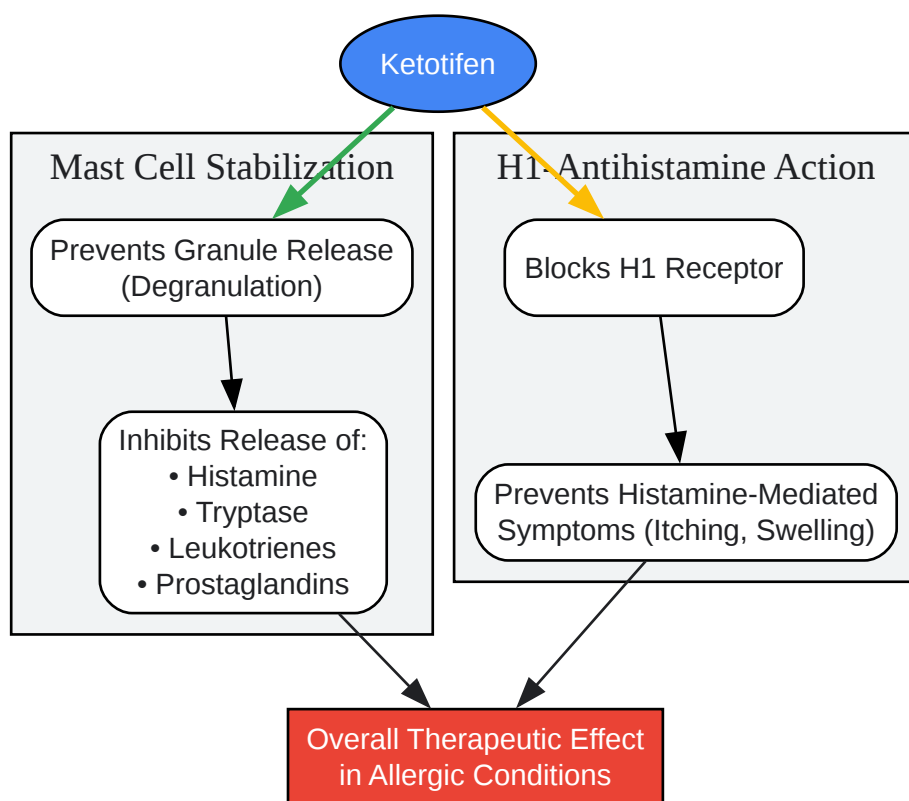 Ketotifen
Mast Cell Stabilization
Prevents Granule Release
(Degranulation)
Inhibits Release of:
• Histamine
• Tryptase
• Leukotrienes
• Prostaglandins
H1-Antihistamine Action
Blocks H1 Receptor
Prevents Histamine-Mediated
Symptoms (Itching, Swelling)
Overall Therapeutic Effect
in Allergic Conditions